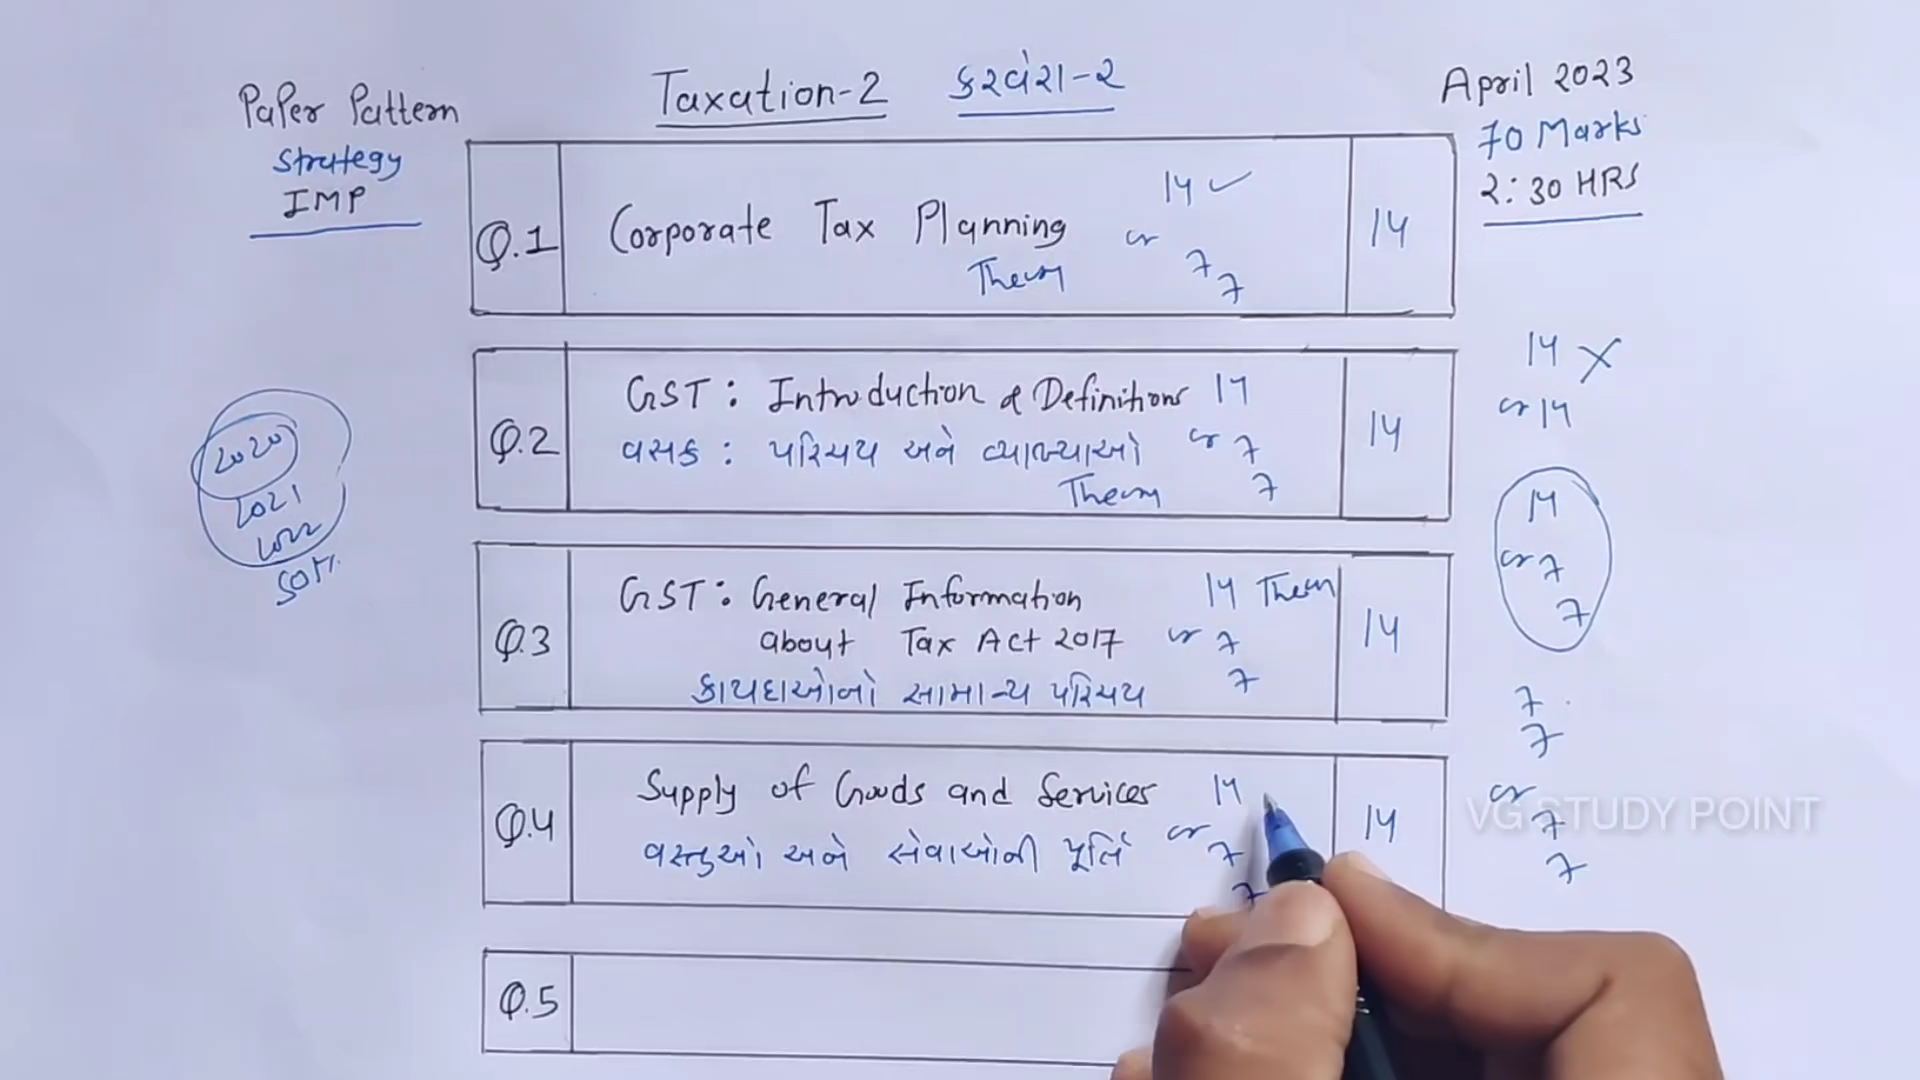 Paper Pattern
Strategy
IMP
Taxation-2 કરવેરા-૨
April 2023
70 Marks
2:30 HRS
Q.1 Corporate Tax Planning 14 ✓ 14
or 7
Theory 7
Q.2 GST: Introduction & Definitions 14 14
વસક : પરિચય અને વ્યાખ્યાઓ or 7
Theory 7
Q.3 GST: General Information 14 14
about Tax Act 2017 or 7
કાયદાઓનો સામાન્ય પરિચય 7
Q.4 Supply of Goods and Services 14 14
વસ્તુઓ અને સેવાઓની પૂર્તિ or 7
7
Q.5
2020
2021
2022
50%
14 X
or 14
14
or 7
7
7
7
or
7
7
VG STUDY POINT